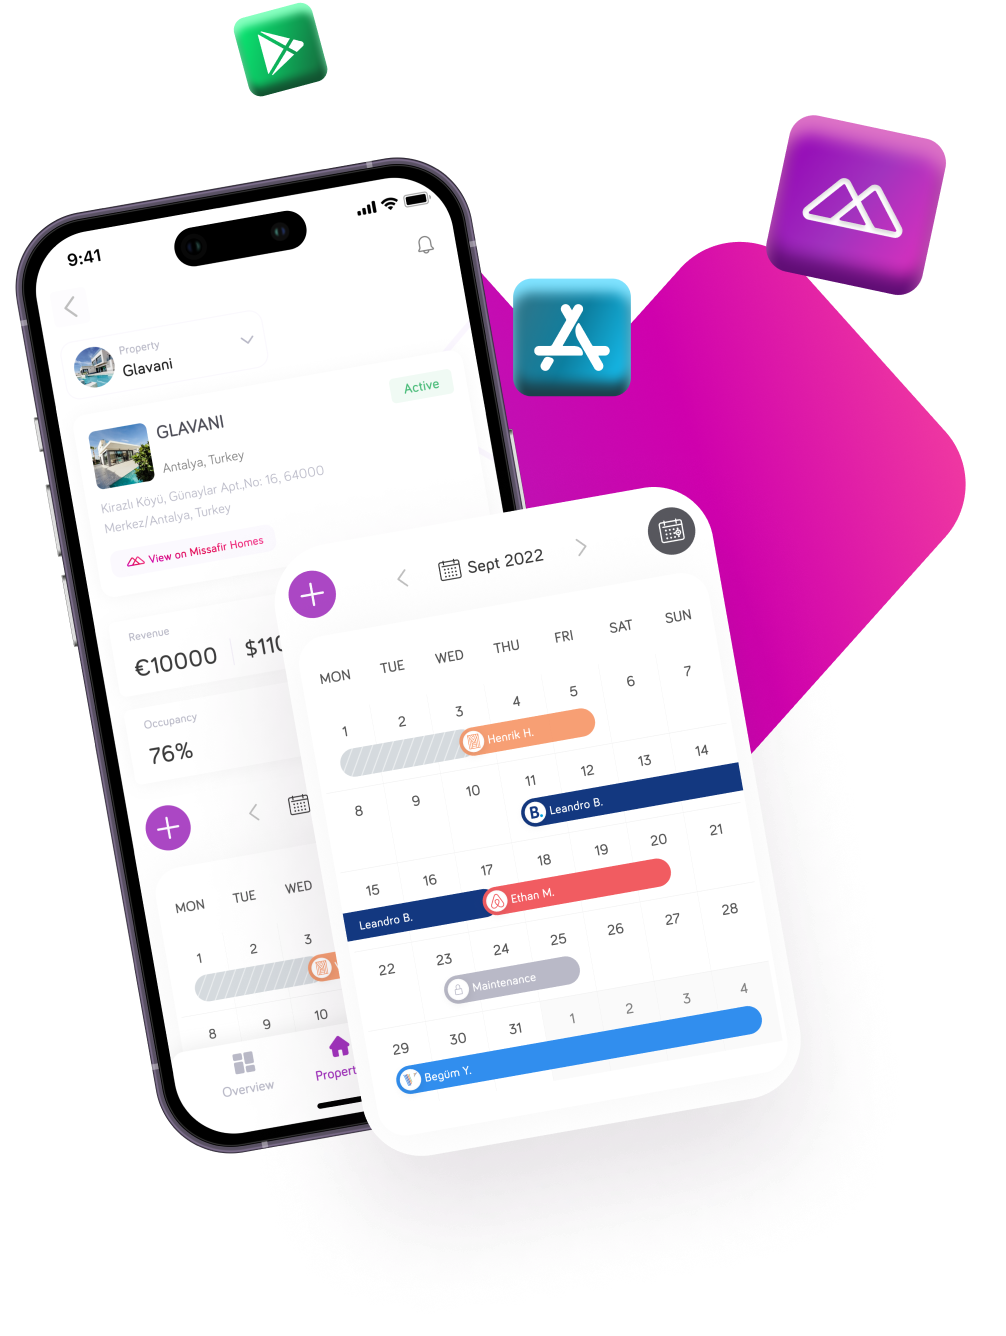 9:41
Property
Glavani
Active
GLAVANI
Antalya, Turkey
Kirazlı Köyü, Günaylar Apt.,No: 16, 64000
Merkez/Antalya, Turkey
View on Missafir Homes
Revenue
€10000
Occupancy
76%
MON TUE WED
1 2 3
8 9 10
Overview
Sept 2022
MON TUE WED THU FRI SAT SUN
1 2 3 4 5 6 7
Henrik H.
8 9 10 11 12 13 14
B. Leandro B.
15 16 17 18 19 20 21
Leandro B. Ethan M.
22 23 24 25 26 27 28
Maintenance
29 30 31 1 2 3 4
Begüm Y.